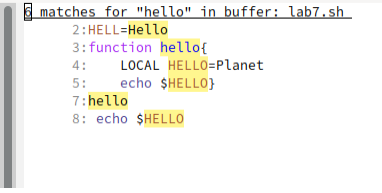 6 matches for "hello" in buffer: lab7.sh
2:HELL=Hello
3:function hello{
4:    LOCAL HELLO=Planet
5:    echo $HELLO}
7:hello
8: echo $HELLO